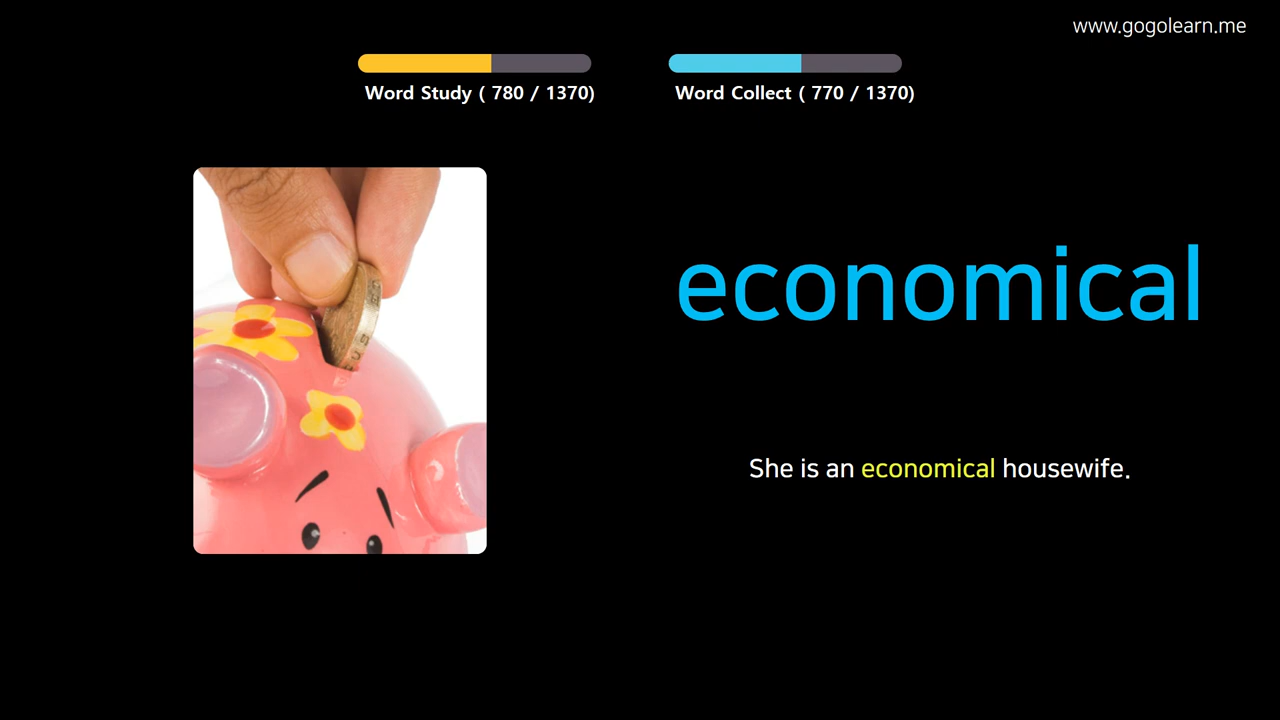 www.gogolearn.me
Word Study ( 780 / 1370)
Word Collect ( 770 / 1370)
economical
She is an economical housewife.